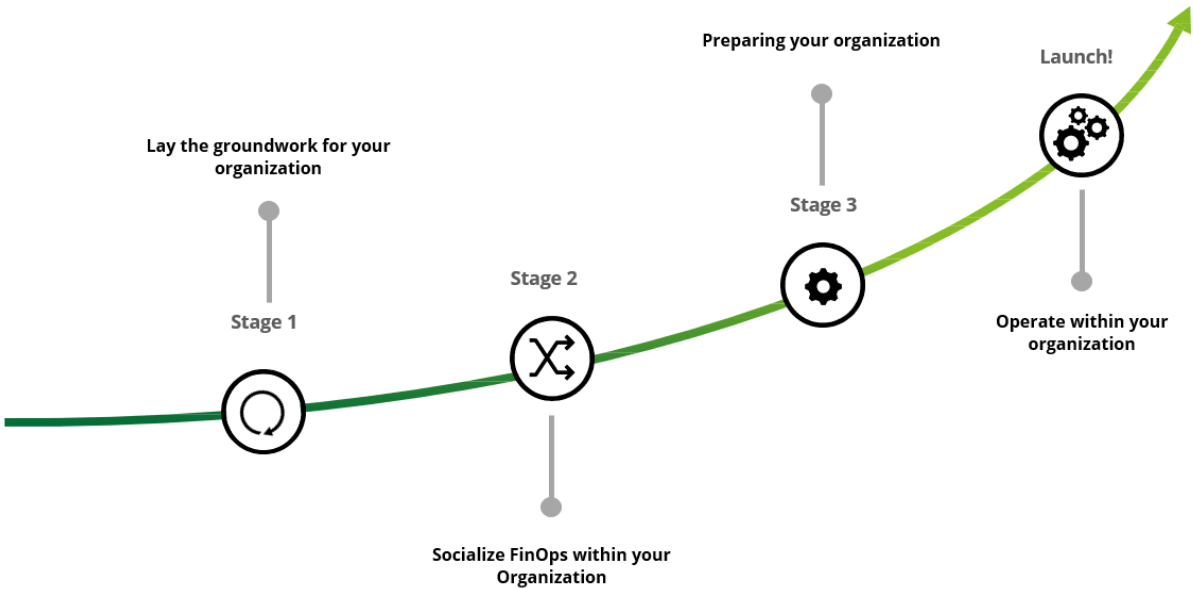 Lay the groundwork for your
organization
Stage 1
Stage 2
Socialize FinOps within your
Organization
Preparing your organization
Stage 3
Launch!
Operate within your
organization